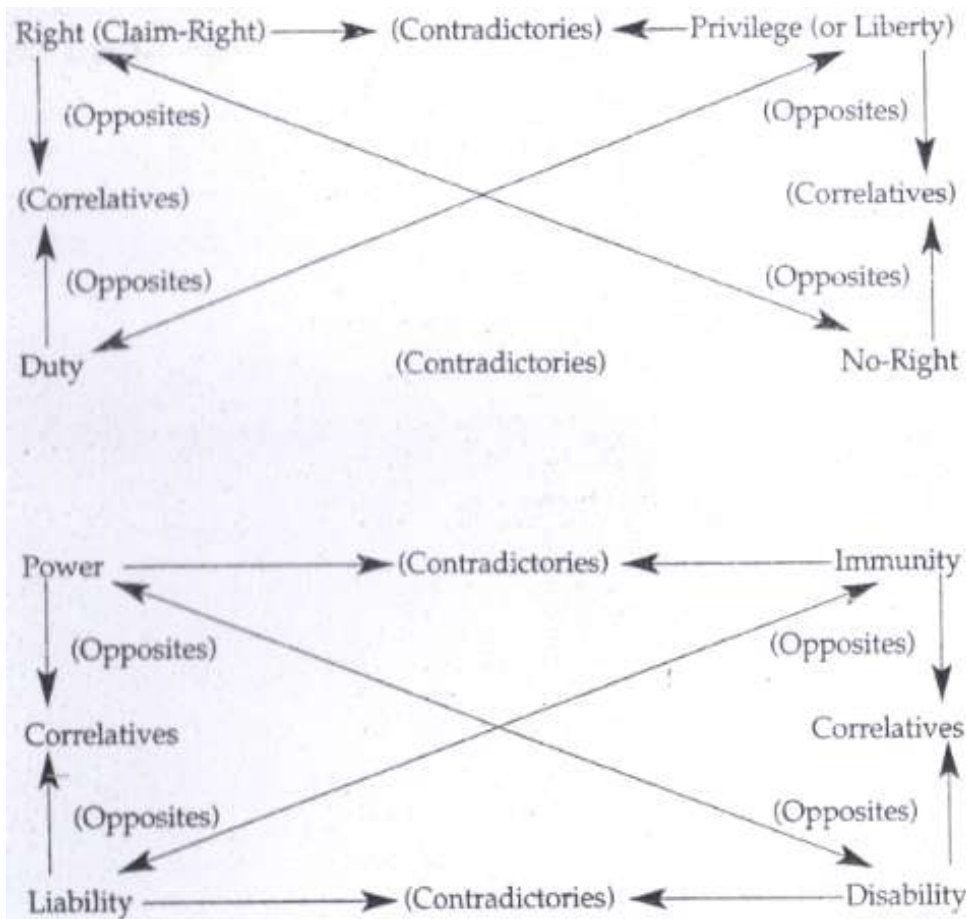 Right (Claim-Right) (Contradictories) Privilege (or Liberty)
(Opposites) (Opposites)
(Correlatives) (Correlatives)
(Opposites) (Opposites)
Duty (Contradictories) No-Right
Power (Contradictories) Immunity
(Opposites) (Opposites)
Correlatives Correlatives
(Opposites) (Opposites)
Liability (Contradictories) Disability